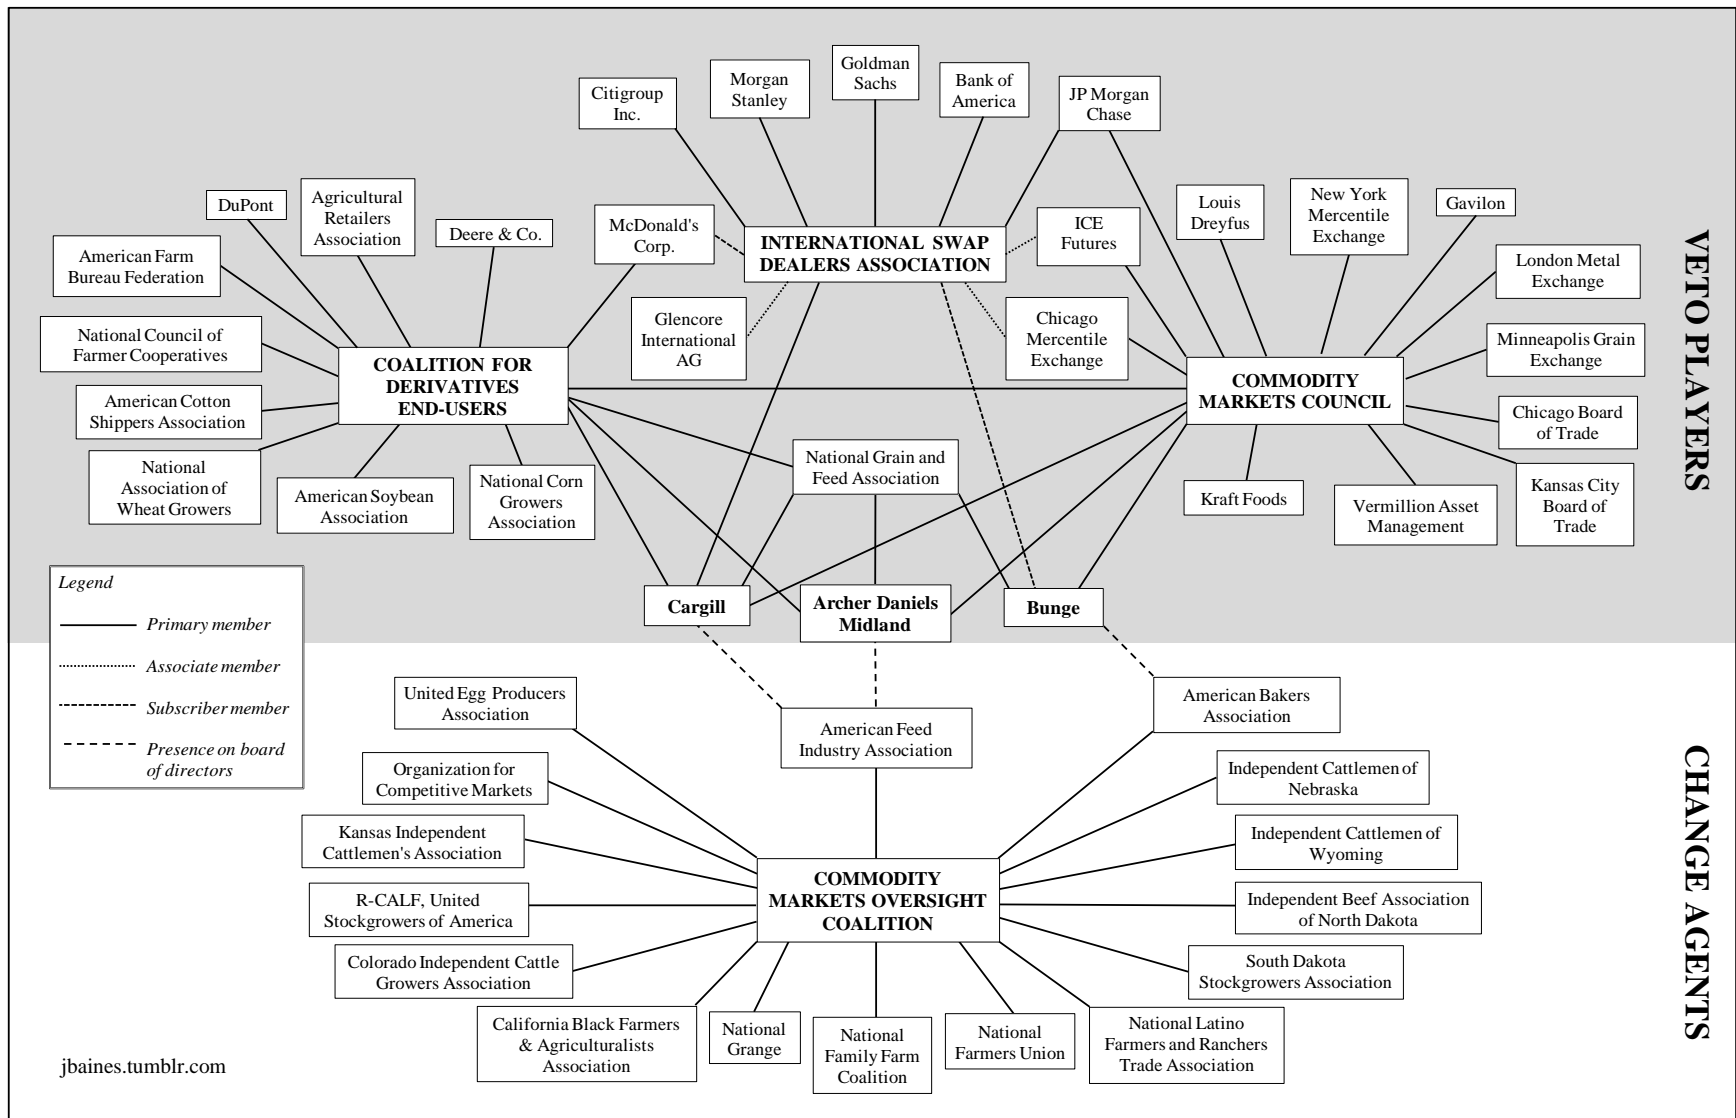 Goldman
Sachs
Morgan
Stanley
Bank of
America
Citigroup
Inc.
JP Morgan
Chase
DuPont
Agricultural
Retailers
Association
Deere & Co.
McDonald's
Corp.
INTERNATIONAL SWAP
DEALERS ASSOCIATION
ICE
Futures
Louis
Dreyfus
New York
Mercentile
Exchange
Gavilon
American Farm
Bureau Federation
London Metal
Exchange
National Council of
Farmer Cooperatives
Glencore
International
AG
Chicago
Mercentile
Exchange
Minneapolis Grain
Exchange
COALITION FOR
DERIVATIVES
END-USERS
COMMODITY
MARKETS COUNCIL
American Cotton
Shippers Association
Chicago Board
of Trade
National
Association of
Wheat Growers
American Soybean
Association
National Corn
Growers
Association
National Grain and
Feed Association
Kraft Foods
Vermillion Asset
Management
Kansas City
Board of
Trade
VETO PLAYERS
Cargill
Archer Daniels
Midland
Bunge
Legend
Primary member
Associate member
Subscriber member
Presence on board
of directors
United Egg Producers
Association
American Feed
Industry Association
American Bakers
Association
Organization for
Competitive Markets
Independent Cattlemen of
Nebraska
Kansas Independent
Cattlemen's Association
Independent Cattlemen of
Wyoming
R-CALF, United
Stockgrowers of America
COMMODITY
MARKETS OVERSIGHT
COALITION
Independent Beef Association
of North Dakota
Colorado Independent Cattle
Growers Association
South Dakota
Stockgrowers Association
California Black Farmers
& Agriculturalists
Association
National
Grange
National
Family Farm
Coalition
National
Farmers Union
National Latino
Farmers and Ranchers
Trade Association
CHANGE AGENTS
jbaines.tumblr.com